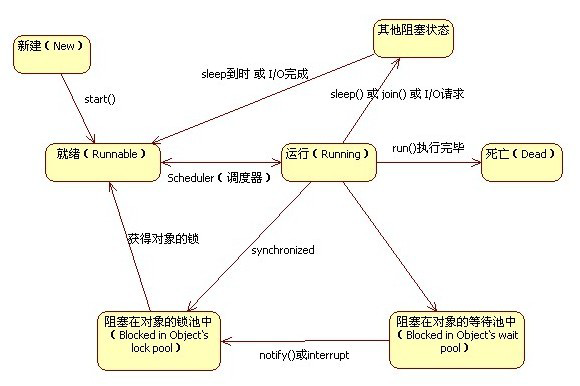 其他阻塞状态
新建（New）
sleep到时 或 I/O完成
sleep() 或 join() 或 I/O请求
start()
就绪（Runnable）
运行（Running）
run()执行完毕
死亡（Dead）
Scheduler（调度器）
获得对象的锁
synchronized
阻塞在对象的锁池中
（Blocked in Object's
lock pool）
阻塞在对象的等待池中
（Blocked in Object's wait
pool）
notify()或interrupt